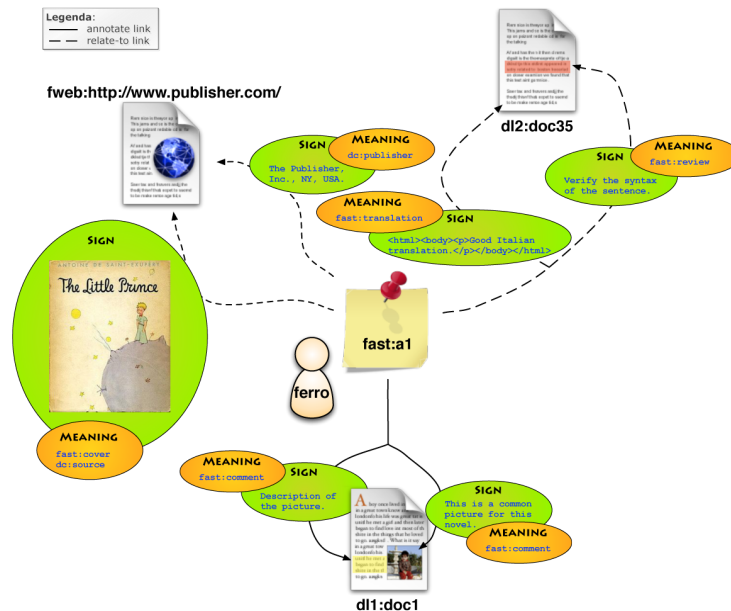 Legenda:
annotate link
relate-to link
fweb:http://www.publisher.com/
dl2:doc35
SIGN
MEANING
dc:publisher
The Publisher,
Inc., NY, USA.
MEANING
fast:translation
SIGN
<html><body><p>Good Italian
translation.</p></body></html>
SIGN
MEANING
fast:review
Verify the syntax
of the sentence.
SIGN
ANTOINE DE SAINT-EXUPERY
The Little Prince
MEANING
fast:cover
dc:source
fast:a1
ferro
MEANING
fast:comment
SIGN
Description of
the picture.
SIGN
This is a common
picture for this
novel.
MEANING
fast:comment
dl1:doc1